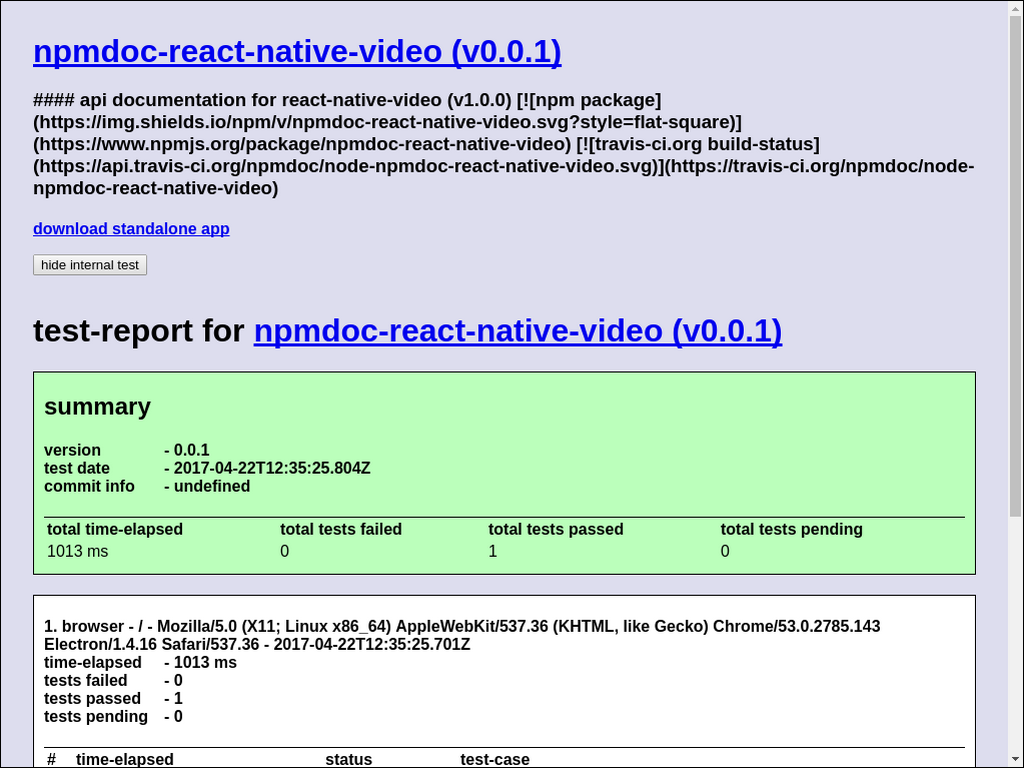 npmdoc-react-native-video (v0.0.1)
#### api documentation for react-native-video (v1.0.0) [![npm package]
(https://img.shields.io/npm/v/npmdoc-react-native-video.svg?style=flat-square)]
(https://www.npmjs.org/package/npmdoc-react-native-video) [![travis-ci.org build-status]
(https://api.travis-ci.org/npmdoc/node-npmdoc-react-native-video.svg)](https://travis-ci.org/npmdoc/node-
npmdoc-react-native-video)
download standalone app
hide internal test
test-report for npmdoc-react-native-video (v0.0.1)
summary
version - 0.0.1
test date - 2017-04-22T12:35:25.804Z
commit info - undefined
total time-elapsed total tests failed total tests passed total tests pending
1013 ms 0 1 0
1. browser - / - Mozilla/5.0 (X11; Linux x86_64) AppleWebKit/537.36 (KHTML, like Gecko) Chrome/53.0.2785.143
Electron/1.4.16 Safari/537.36 - 2017-04-22T12:35:25.701Z
time-elapsed - 1013 ms
tests failed - 0
tests passed - 1
tests pending - 0
# time-elapsed status test-case